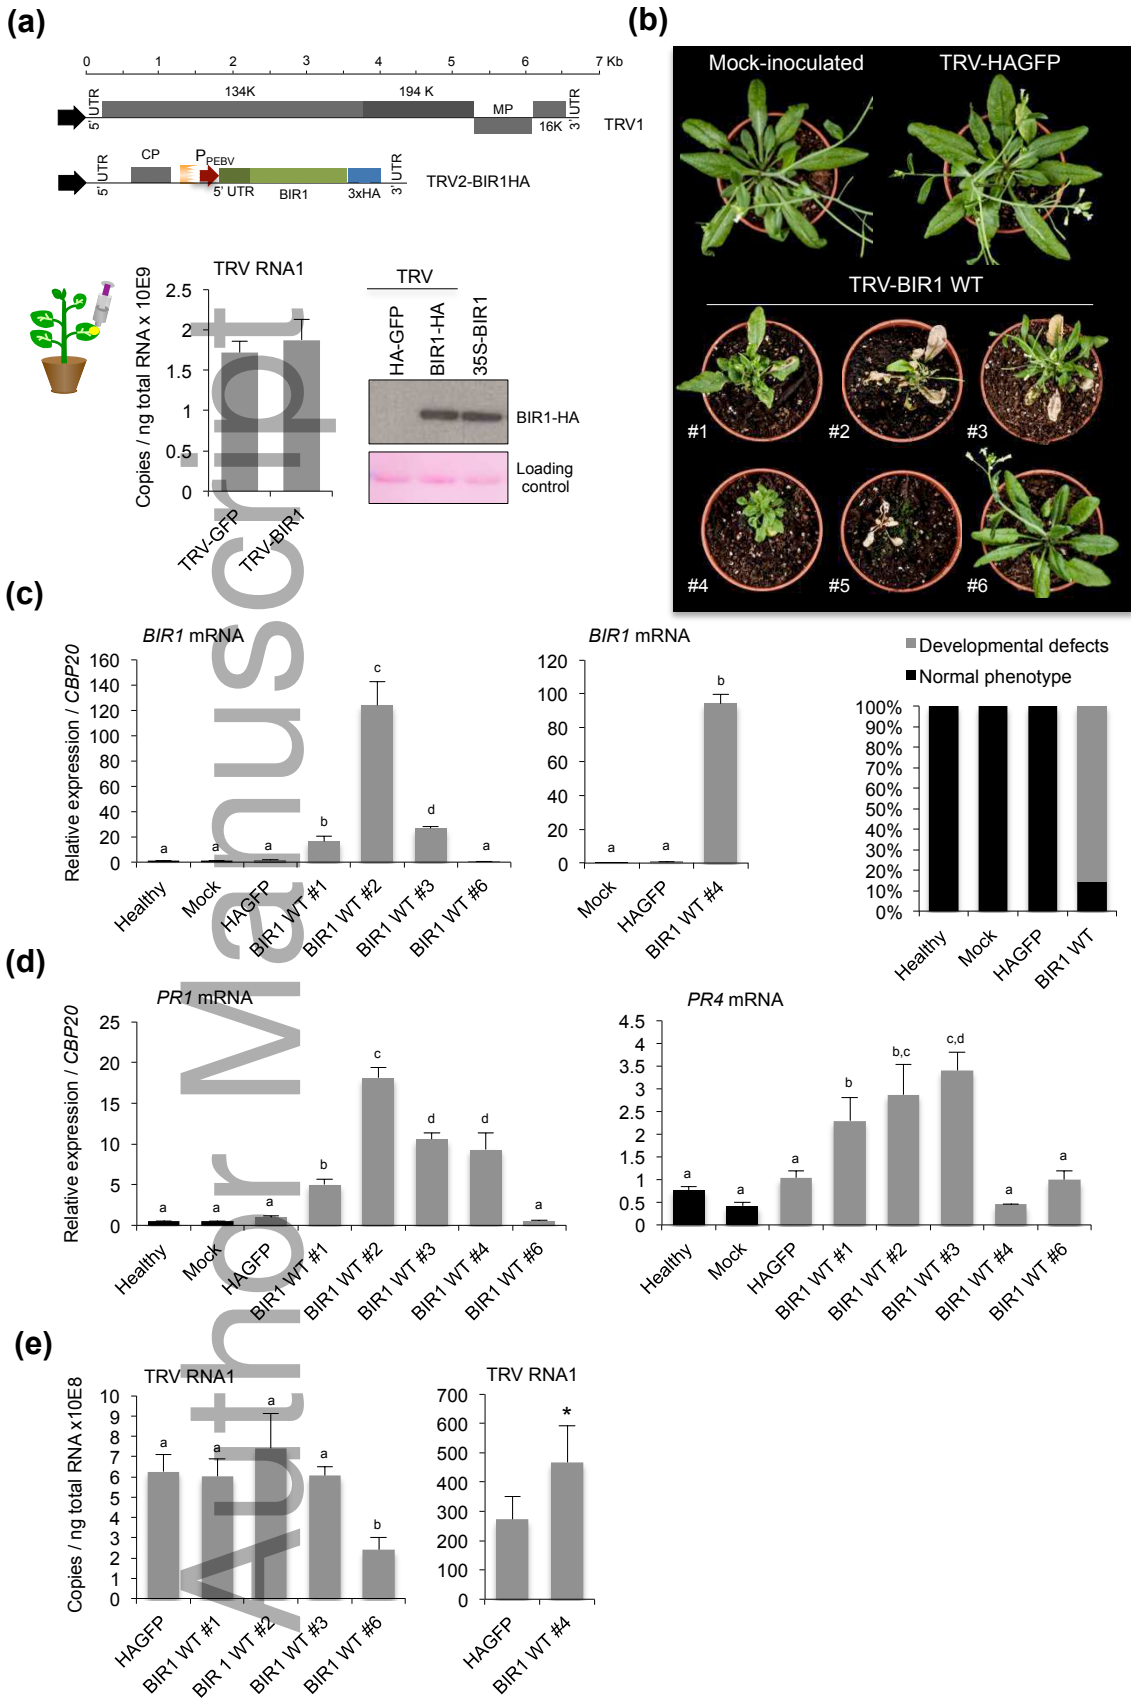 (a)
0 1 2 3 4 5 6 7 Kb
5' UTR
134K
194 K
MP
16K
3' UTR
TRV1
5' UTR
CP
PPEBV
5' UTR
BIR1
3xHA
3' UTR
TRV2-BIR1HA
TRV RNA1
Copies / ng total RNA x 10E9
2.5
2
1.5
1
0.5
0
TRV-GFP
TRV-BIR1
TRV
HA-GFP
BIR1-HA
35S-BIR1
BIR1-HA
Loading
control
(b)
Mock-inoculated
TRV-HAGFP
TRV-BIR1 WT
#1
#2
#3
#4
#5
#6
(c)
BIR1 mRNA
Relative expression / CBP20
160
140
120
100
80
60
40
20
0
a a a b c d a
Healthy
Mock
HAGFP
BIR1 WT #1
BIR1 WT #2
BIR1 WT #3
BIR1 WT #6
BIR1 mRNA
120
100
80
60
40
20
0
a a b
Mock
HAGFP
BIR1 WT #4
Developmental defects
Normal phenotype
100%
90%
80%
70%
60%
50%
40%
30%
20%
10%
0%
Healthy
Mock
HAGFP
BIR1 WT
(d)
PR1 mRNA
Relative expression / CBP20
25
20
15
10
5
0
a a a b c d d a
Healthy
Mock
HAGFP
BIR1 WT #1
BIR1 WT #2
BIR1 WT #3
BIR1 WT #4
BIR1 WT #6
PR4 mRNA
4.5
4
3.5
3
2.5
2
1.5
1
0.5
0
a a a b b,c c,d a a
Healthy
Mock
HAGFP
BIR1 WT #1
BIR1 WT #2
BIR1 WT #3
BIR1 WT #4
BIR1 WT #6
(e)
TRV RNA1
Copies / ng total RNA x10E8
10
9
8
7
6
5
4
3
2
1
0
a a a a b
HAGFP
BIR1 WT #1
BIR1 WT #2
BIR1 WT #3
BIR1 WT #6
TRV RNA1
700
600
500
400
300
200
100
0
*
HAGFP
BIR1 WT #4
Author Manuscript